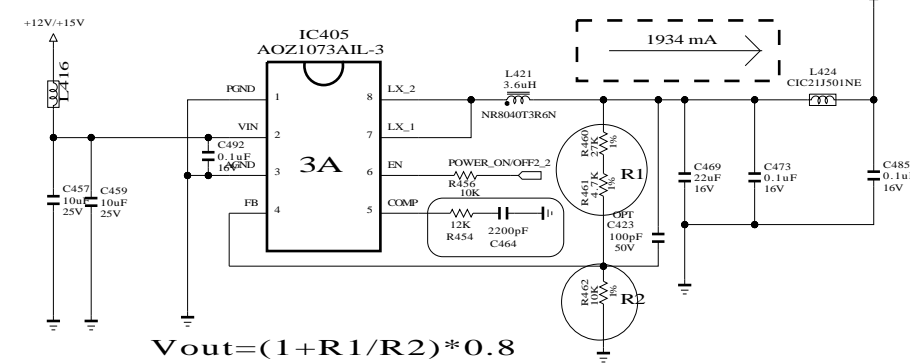 +12V/+15V
L416
IC405
AOZ1073AIL-3
3A
PGND
1
VIN
2
AGND
3
FB
4
8
LX_2
7
LX_1
6
EN
5
COMP
C457
10uF
25V
C459
10uF
25V
C492
0.1uF
16V
POWER_ON/OFF2_2
R456
10K
12K
R454
2200pF
C464
L421
3.6uH
NR8040T3R6N
1934 mA
R460
27K
1%
R461
4.7K
1%
R1
OPT
C423
100pF
50V
R462
10K
1%
R2
C469
22uF
16V
C473
0.1uF
16V
L424
CIC21J501NE
C485
0.1u
16V
Vout=(1+R1/R2)*0.8